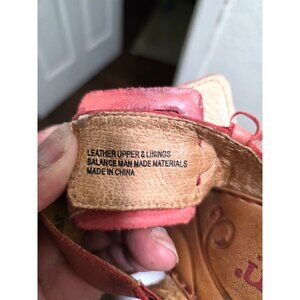 LEATHER UPPER & LININGS
BALANCE MAN MADE MATERIALS
MADE IN CHINA